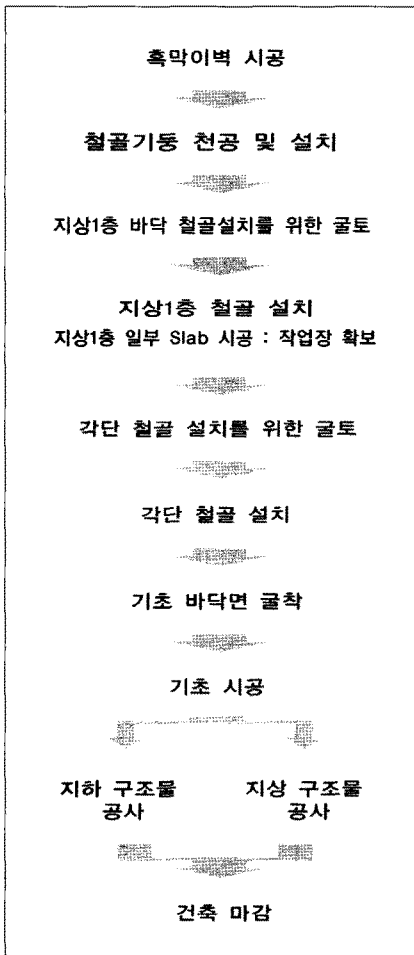 흑막이벽 시공
철골기둥 천공 및 설치
지상1층 바닥 철골설치를 위한 굴토
지상1층 철골 설치
지상1층 일부 Slab 시공 : 작업장 확보
각단 철골 설치를 위한 굴토
각단 철골 설치
기초 바닥면 굴착
기초 시공
지하 구조물 지상 구조물
공사 공사
건축 마감